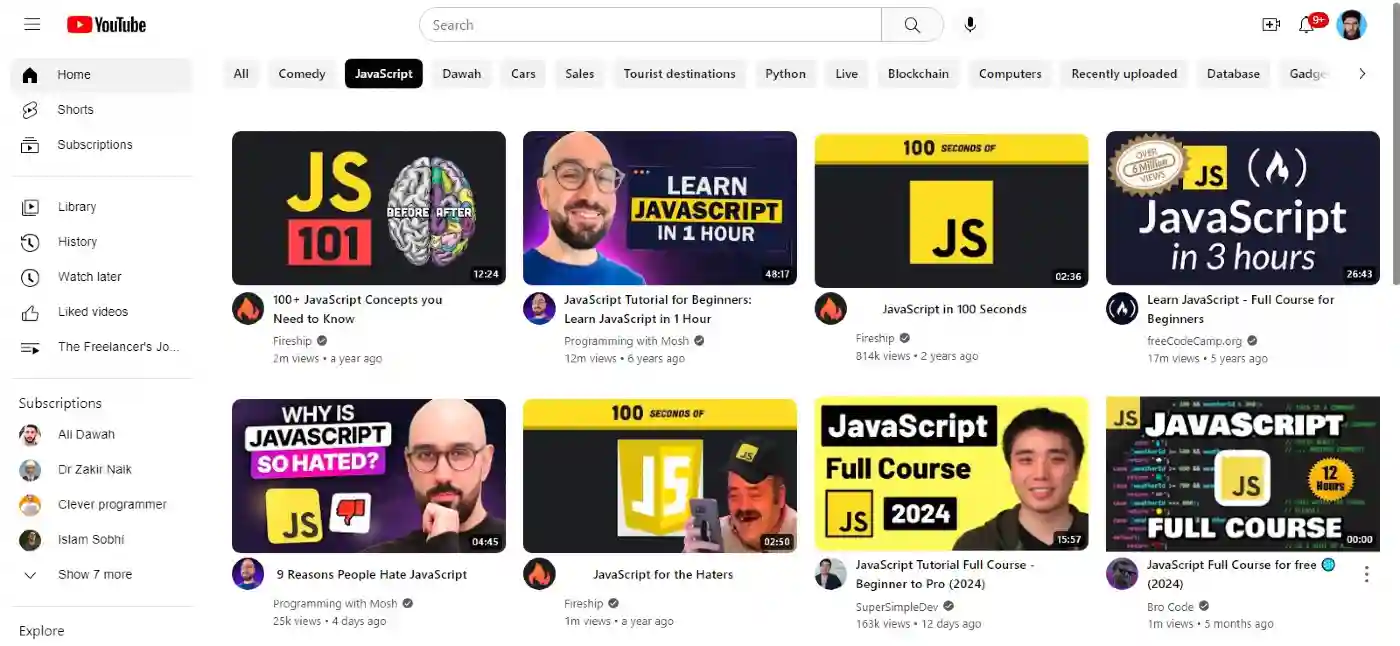 YouTube
Search
9+
Home
Shorts
Subscriptions
Library
History
Watch later
Liked videos
The Freelancer's Jo...
Subscriptions
Ali Dawah
Dr Zakir Naik
Clever programmer
Islam Sobhi
Show 7 more
Explore
All Comedy JavaScript Dawah Cars Sales Tourist destinations Python Live Blockchain Computers Recently uploaded Database Gadge
JS
101
BEFORE AFTER
12:24
100+ JavaScript Concepts you
Need to Know
Fireship
2m views • a year ago
LEARN
JAVASCRIPT
IN 1 HOUR
48:17
JavaScript Tutorial for Beginners:
Learn JavaScript in 1 Hour
Programming with Mosh
12m views • 6 years ago
100 SECONDS OF
JS
02:36
JavaScript in 100 Seconds
Fireship
814k views • 2 years ago
OVER
6 Million
VIEWS
JS
JavaScript
in 3 hours
26:43
Learn JavaScript - Full Course for
Beginners
freeCodeCamp.org
17m views • 5 years ago
WHY IS
JAVASCRIPT
SO HATED?
JS
04:45
9 Reasons People Hate JavaScript
Programming with Mosh
25k views • 4 days ago
100 SECONDS OF
JS
JS
02:50
JavaScript for the Haters
Fireship
1m views • a year ago
JavaScript
Full Course
JS
2024
15:57
JavaScript Tutorial Full Course -
Beginner to Pro (2024)
SuperSimpleDev
163k views • 12 days ago
JS
JAVASCRIPT
JS
12
Hours
FULL COURSE
00:00
JavaScript Full Course for free
(2024)
Bro Code
1m views • 5 months ago